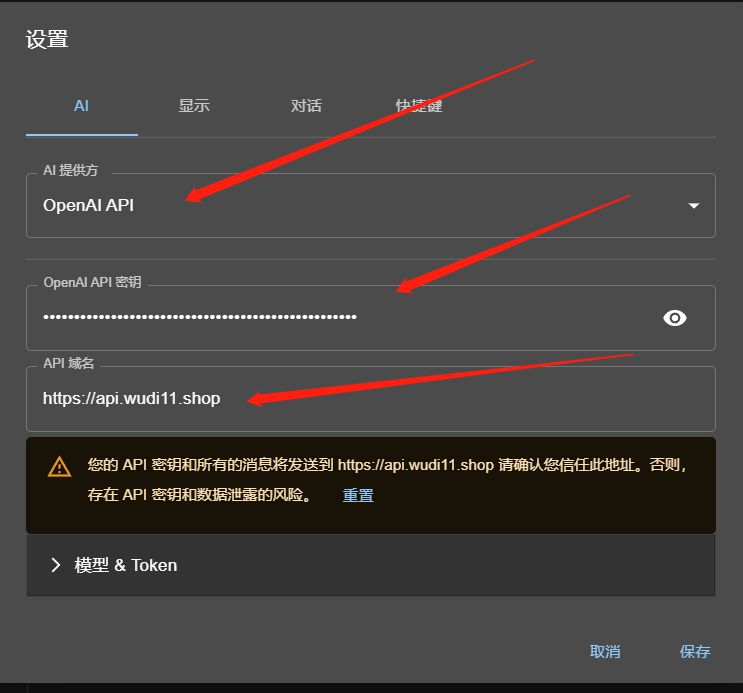 设置
AI 显示 对话 快捷键
AI 提供方
OpenAI API
OpenAI API 密钥
••••••••••••••••••••••••••••••••••••••••••••••••••••
API 域名
https://api.wudi11.shop
您的 API 密钥和所有的消息将发送到 https://api.wudi11.shop 请确认您信任此地址。否则，
存在 API 密钥和数据泄露的风险。 重置
模型 & Token
取消 保存